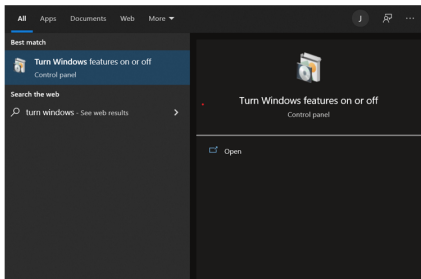 All Apps Documents Web More J
Best match
Turn Windows features on or off
Control panel
Search the web
turn windows - See web results
Turn Windows features on or off
Control panel
Open